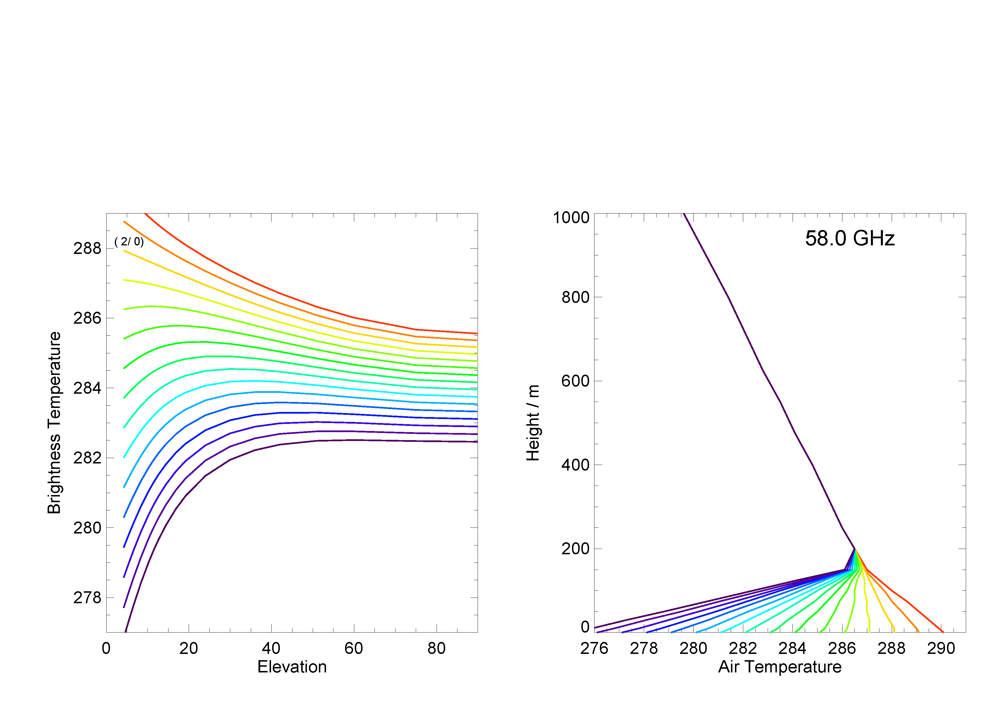 ( 2/ 0)
288
286
284
282
280
278
0 20 40 60 80
Elevation
Brightness Temperature
58.0 GHz
1000
800
600
400
200
0
276 278 280 282 284 286 288 290
Air Temperature
Height / m